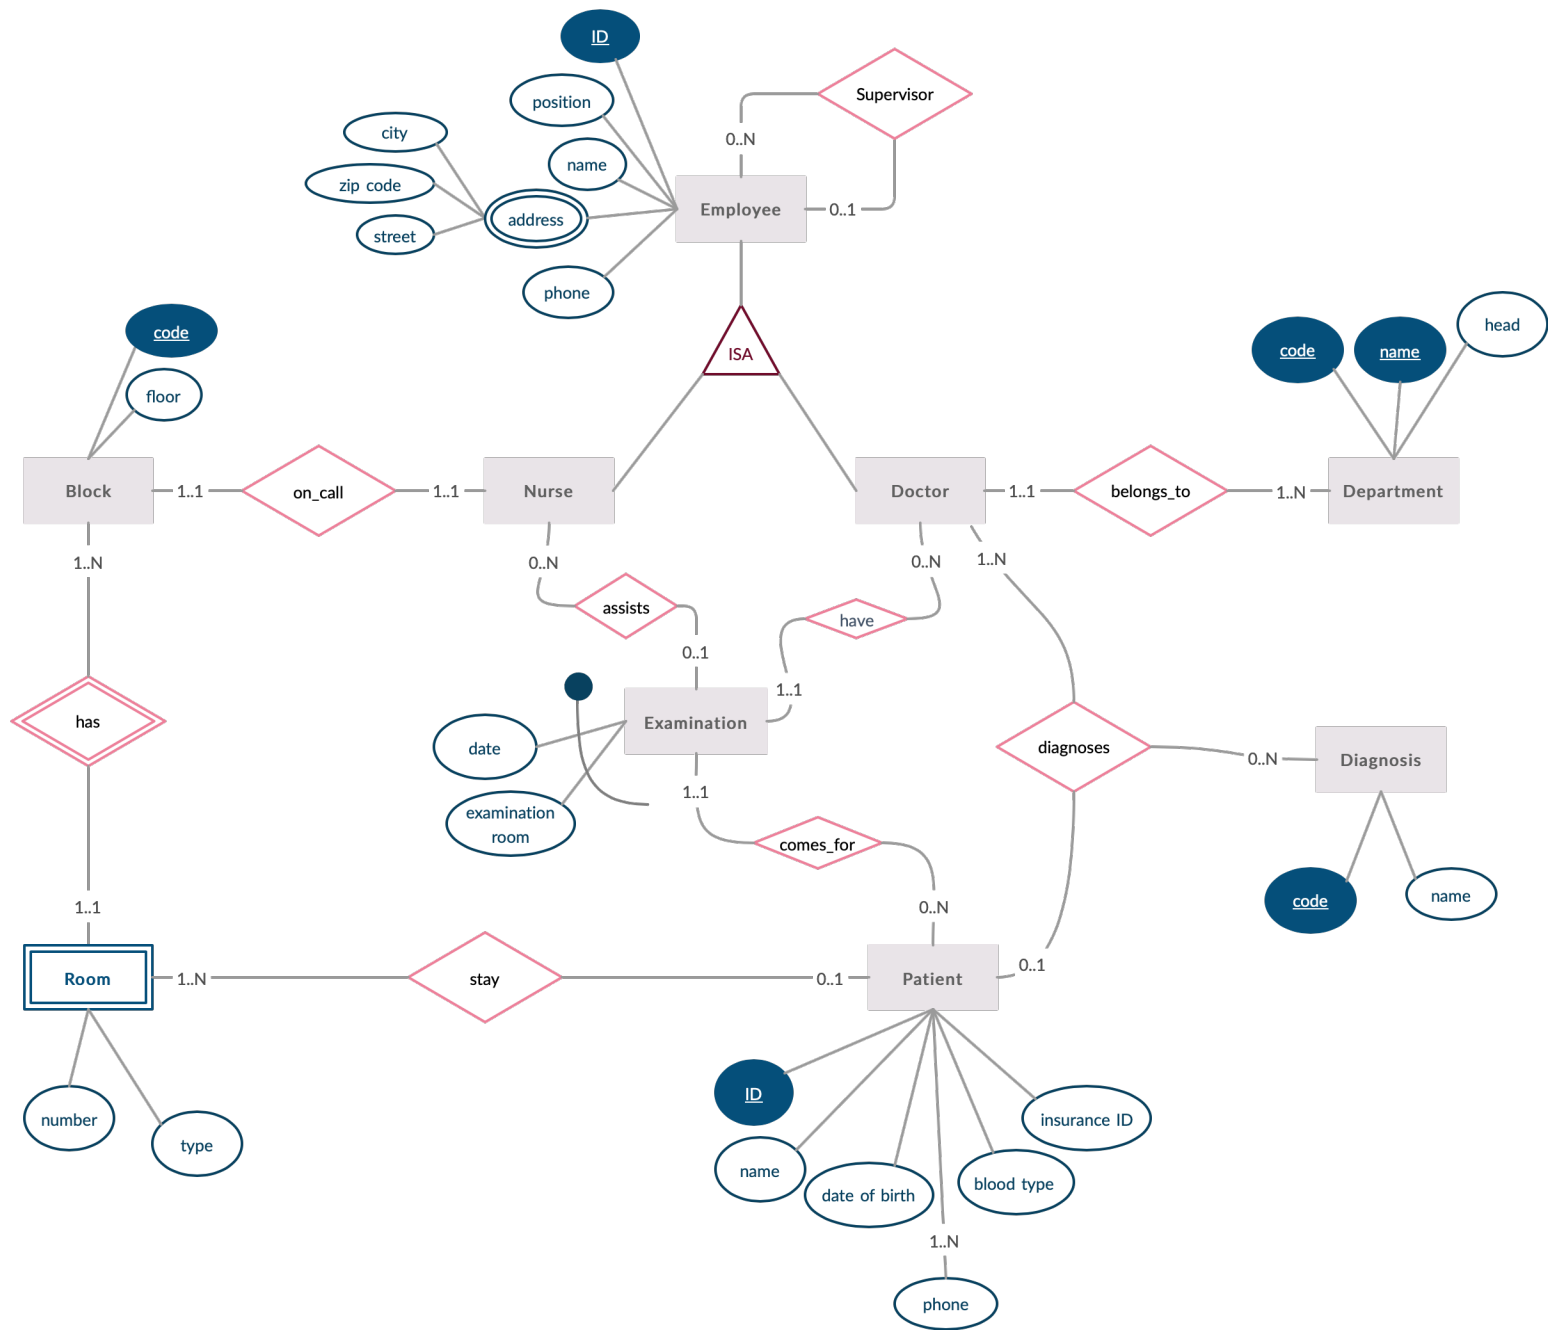 ID
position
Supervisor
city
0..N
name
zip code
Employee
0..1
address
street
phone
code
ISA
head
code
name
floor
Block
1..1
on_call
1..1
Nurse
Doctor
1..1
belongs_to
1..N
Department
1..N
0..N
0..N
1..N
assists
have
0..1
1..1
has
Examination
date
diagnoses
0..N
Diagnosis
1..1
examination
room
comes_for
code
name
1..1
0..N
Room
1..N
stay
0..1
Patient
0..1
ID
number
type
insurance ID
name
date of birth
blood type
1..N
phone